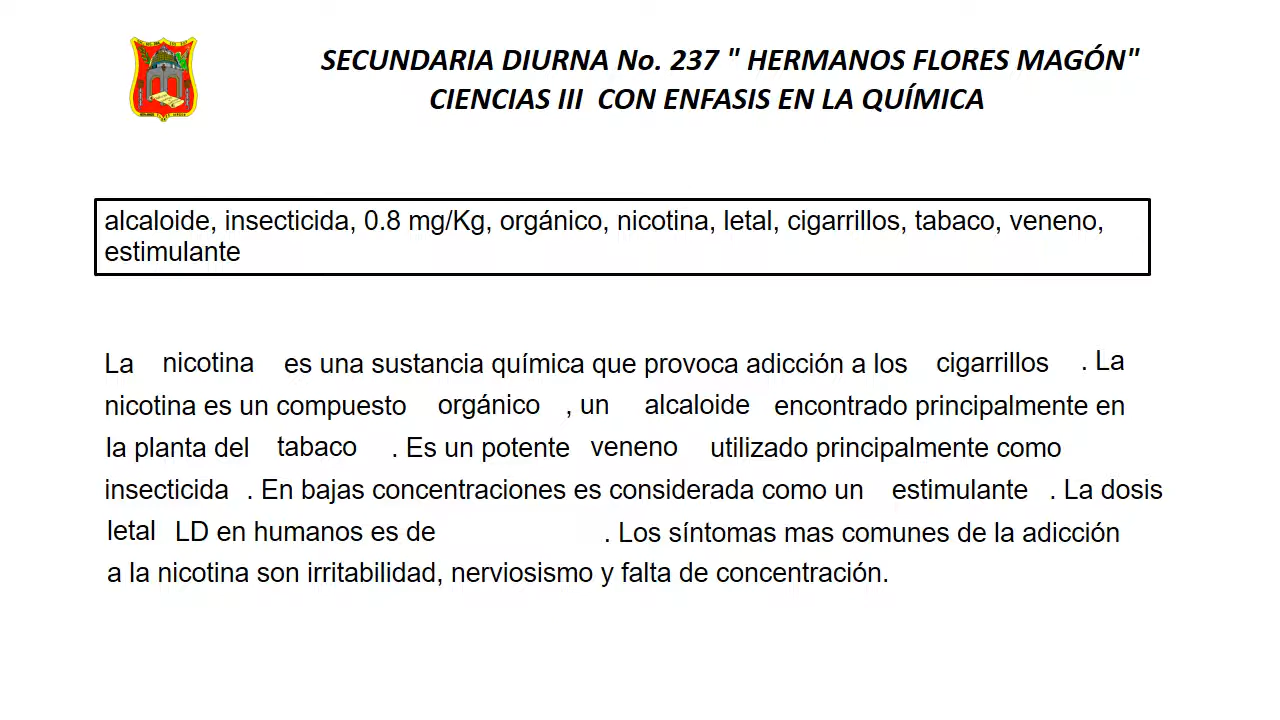 SECUNDARIA DIURNA No. 237 " HERMANOS FLORES MAGÓN"
CIENCIAS III CON ENFASIS EN LA QUÍMICA
alcaloide, insecticida, 0.8 mg/Kg, orgánico, nicotina, letal, cigarrillos, tabaco, veneno,
estimulante
La nicotina es una sustancia química que provoca adicción a los cigarrillos . La
nicotina es un compuesto orgánico , un alcaloide encontrado principalmente en
la planta del tabaco . Es un potente veneno utilizado principalmente como
insecticida . En bajas concentraciones es considerada como un estimulante . La dosis
letal LD en humanos es de . Los síntomas mas comunes de la adicción
a la nicotina son irritabilidad, nerviosismo y falta de concentración.